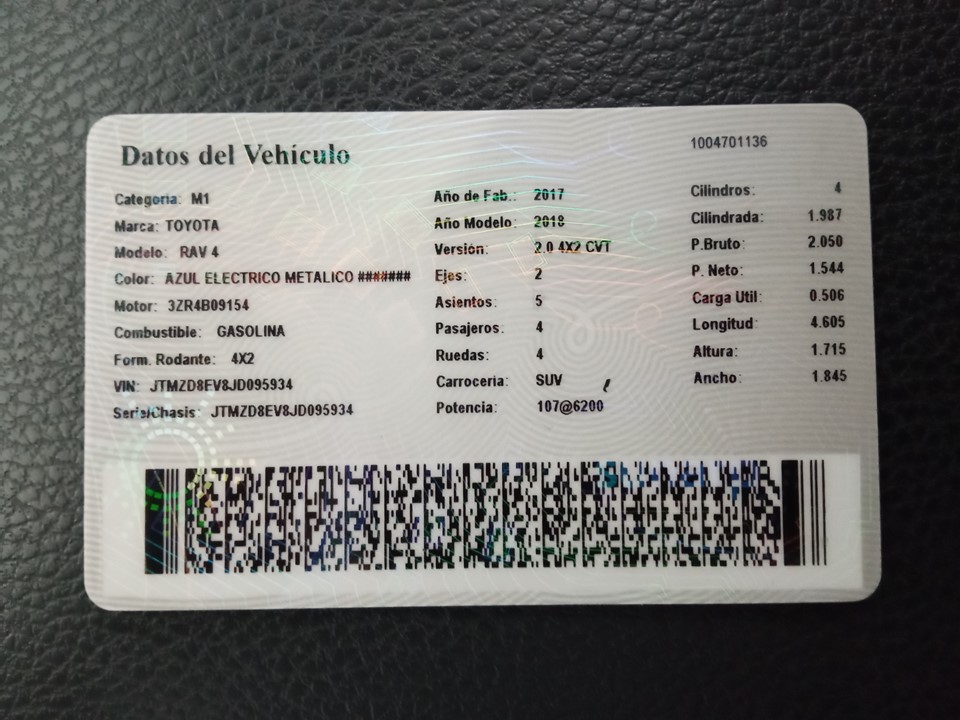 Datos del Vehículo
1004701136
Categoria: M1
Marca: TOYOTA
Modelo: RAV 4
Color: AZUL ELECTRICO METALICO #######
Motor: 3ZR4B09154
Combustible: GASOLINA
Form. Rodante: 4X2
VIN: JTMZD8EV8JD095934
Serie/Chasis: JTMZD8EV8JD095934
Año de Fab.: 2017
Año Modelo: 2018
Versión: 2.0 4X2 CVT
Ejes: 2
Asientos: 5
Pasajeros: 4
Ruedas: 4
Carrocería: SUV
Potencia: 107@6200
Cilindros: 4
Cilindrada: 1.987
P.Bruto: 2.050
P. Neto: 1.544
Carga Util: 0.506
Longitud: 4.605
Altura: 1.715
Ancho: 1.845